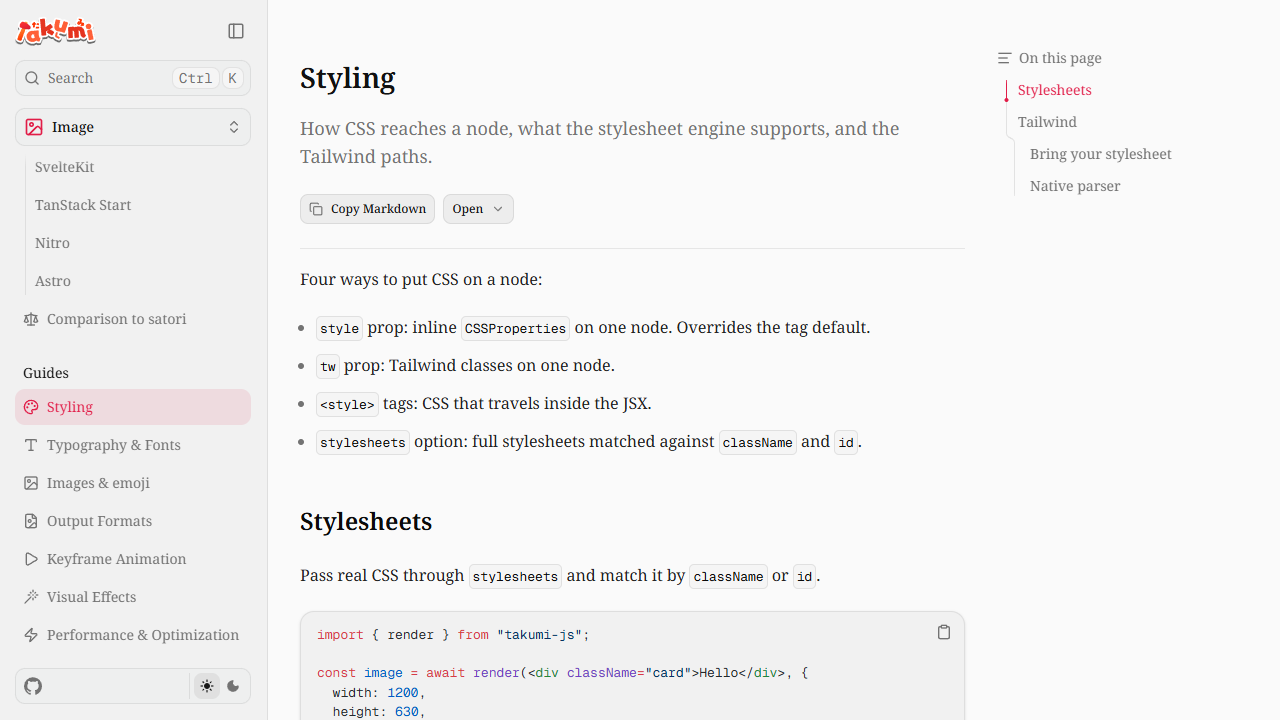 Takumi
Search Ctrl K
Image
SvelteKit
TanStack Start
Nitro
Astro
Comparison to satori
Guides
Styling
Typography & Fonts
Images & emoji
Output Formats
Keyframe Animation
Visual Effects
Performance & Optimization
Styling
How CSS reaches a node, what the stylesheet engine supports, and the
Tailwind paths.
Copy Markdown Open
Four ways to put CSS on a node:
style prop: inline CSSProperties on one node. Overrides the tag default.
tw prop: Tailwind classes on one node.
<style> tags: CSS that travels inside the JSX.
stylesheets option: full stylesheets matched against className and id.
Stylesheets
Pass real CSS through stylesheets and match it by className or id.
import { render } from "takumi-js";
const image = await render(<div className="card">Hello</div>, {
width: 1200,
height: 630,
On this page
Stylesheets
Tailwind
Bring your stylesheet
Native parser